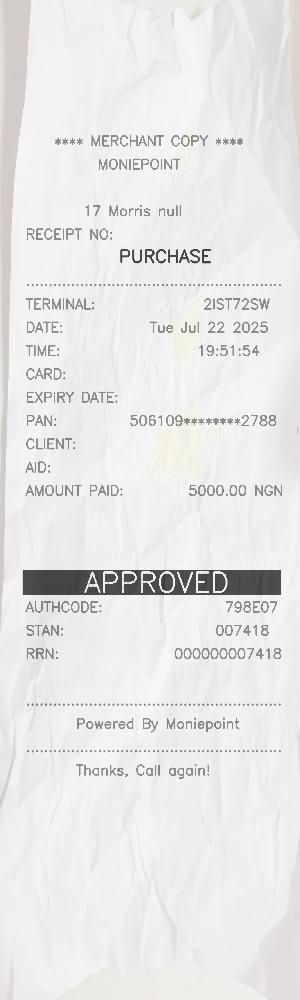 **** MERCHANT COPY ****
MONIEPOINT
17 Morris null
RECEIPT NO:
PURCHASE
TERMINAL: 2IST72SW
DATE: Tue Jul 22 2025
TIME: 19:51:54
CARD:
EXPIRY DATE:
PAN: 506109********2788
CLIENT:
AID:
AMOUNT PAID: 5000.00 NGN
APPROVED
AUTHCODE: 798E07
STAN: 007418
RRN: 000000007418
Powered By Moniepoint
Thanks, Call again!